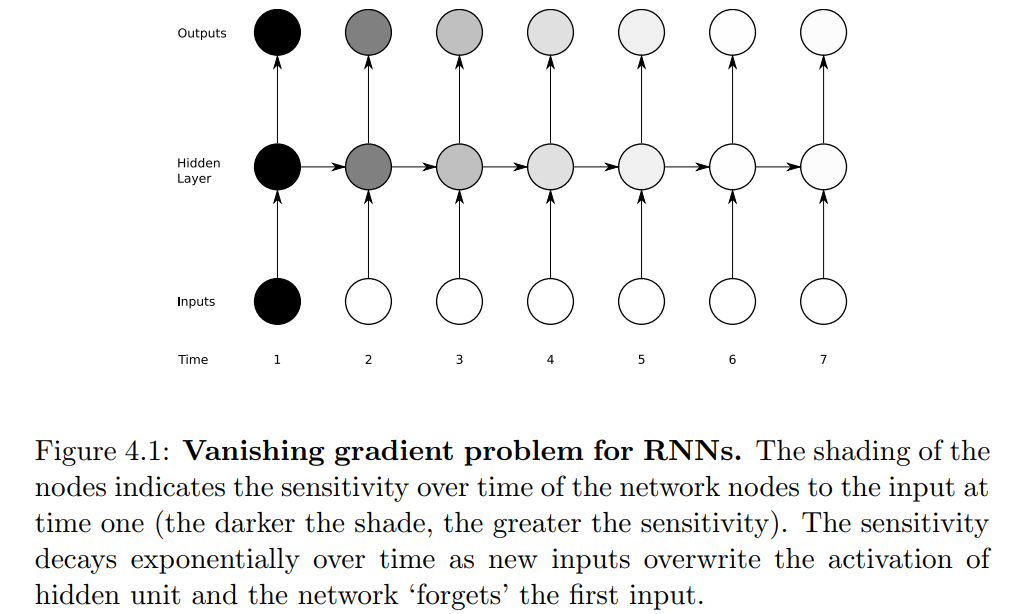 Outputs
Hidden
Layer
Inputs
Time 1 2 3 4 5 6 7
Figure 4.1: Vanishing gradient problem for RNNs. The shading of the
nodes indicates the sensitivity over time of the network nodes to the input at
time one (the darker the shade, the greater the sensitivity). The sensitivity
decays exponentially over time as new inputs overwrite the activation of
hidden unit and the network ‘forgets’ the first input.